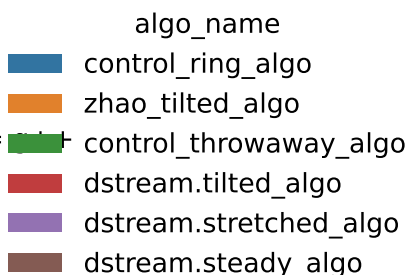 algo_name
control_ring_algo
zhao_tilted_algo
control_throwaway_algo
dstream.tilted_algo
dstream.stretched_algo
dstream.steady_algo